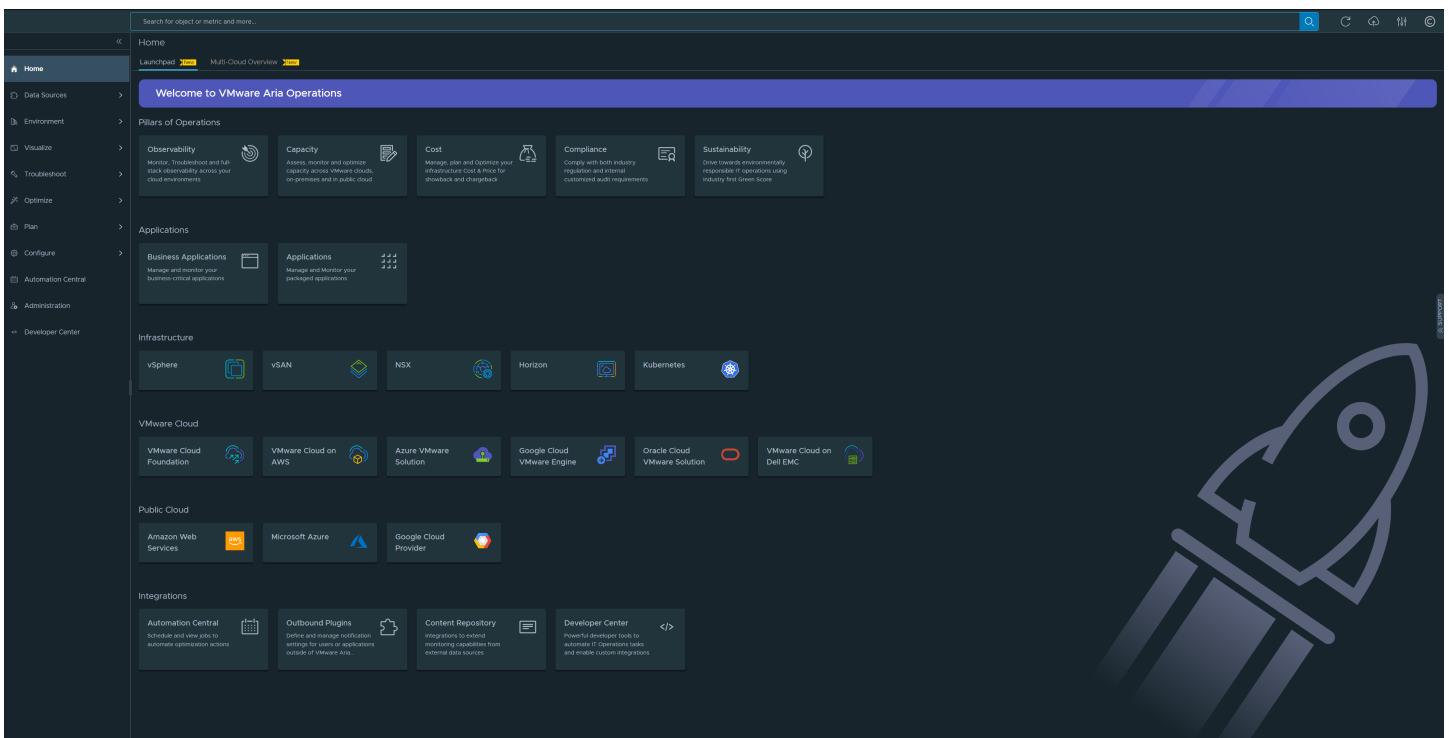 Search for object or metric and more...
Home
Launchpad New Multi-Cloud Overview New
Home
Data Sources
Environment
Visualize
Troubleshoot
Optimize
Plan
Configure
Automation Central
Administration
Developer Center
Welcome to VMware Aria Operations
Pillars of Operations
Observability
Monitor, Troubleshoot and full-
stack observability across your
cloud environments
Capacity
Assess, monitor and optimize
capacity across VMware clouds,
on-premises and in public cloud
Cost
Manage, plan and Optimize your
infrastructure Cost & Price for
showback and chargeback
Compliance
Comply with both industry
regulation and internal
customized audit requirements
Sustainability
Drive towards environmentally
responsible IT operations using
industry first Green Score
Applications
Business Applications
Manage and monitor your
business-critical applications
Applications
Manage and Monitor your
packaged applications
Infrastructure
vSphere
vSAN
NSX
Horizon
Kubernetes
VMware Cloud
VMware Cloud
Foundation
VMware Cloud on
AWS
Azure VMware
Solution
Google Cloud
VMware Engine
Oracle Cloud
VMware Solution
VMware Cloud on
Dell EMC
Public Cloud
Amazon Web
Services
aws
Microsoft Azure
Google Cloud
Provider
Integrations
Automation Central
Schedule and view jobs to
automate optimization actions
Outbound Plugins
Define and manage notification
settings for users or applications
outside of VMware Aria...
Content Repository
Integrations to extend
monitoring capabilities from
external data sources
Developer Center
Powerful developer tools to
automate IT Operations tasks
and enable custom integrations
</>
SUPPORT